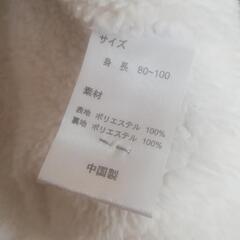 サイズ
身 長 80~100
素材
表地 ポリエステル 100%
裏地 ポリエステル 100%
中国製